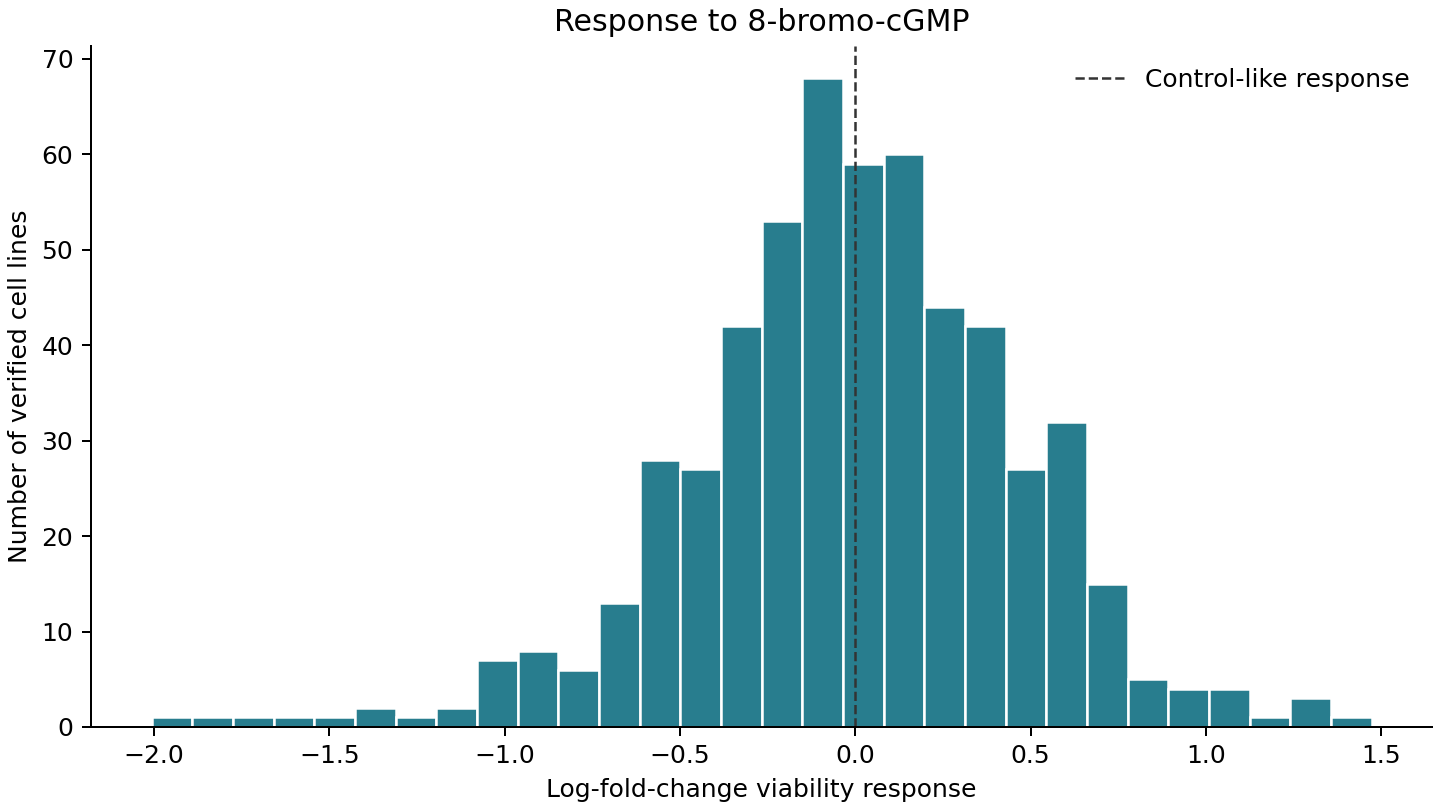 Response to 8-bromo-cGMP
Control-like response
Number of verified cell lines
70
60
50
40
30
20
10
0
−2.0 −1.5 −1.0 −0.5 0.0 0.5 1.0 1.5
Log-fold-change viability response